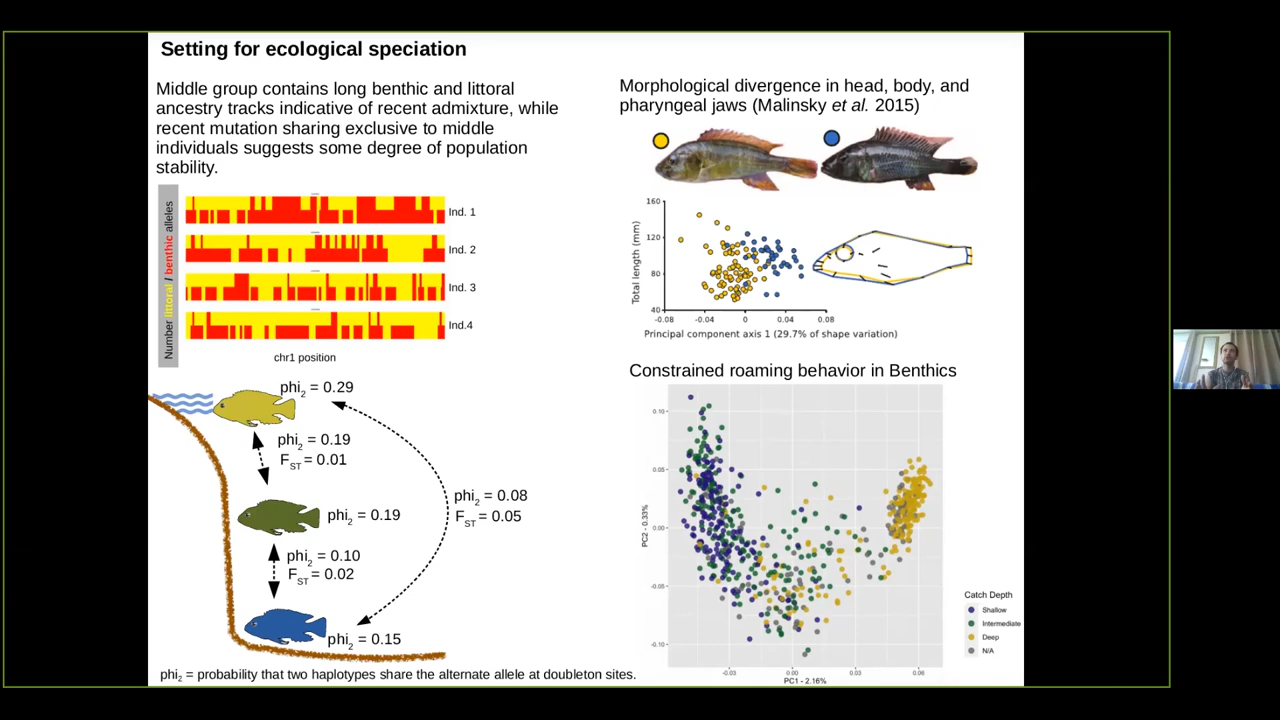 Setting for ecological speciation
Middle group contains long benthic and littoral
ancestry tracks indicative of recent admixture, while
recent mutation sharing exclusive to middle
individuals suggests some degree of population
stability.
Number littoral / benthic alleles
Ind. 1
Ind. 2
Ind. 3
Ind.4
chr1 position
phi2 = 0.29
phi2 = 0.19
FST = 0.01
phi2 = 0.19
phi2 = 0.08
FST = 0.05
phi2 = 0.10
FST = 0.02
phi2 = 0.15
phi2 = probability that two haplotypes share the alternate allele at doubleton sites.
Morphological divergence in head, body, and
pharyngeal jaws (Malinsky et al. 2015)
Total length (mm)
160
120
80
40
-0.08 -0.04 0 0.04 0.08
Principal component axis 1 (29.7% of shape variation)
Constrained roaming behavior in Benthics
PC2 - 0.33%
0.10
0.05
0.00
-0.05
-0.10
-0.03 0.00 0.03 0.06
PC1 - 2.16%
Catch Depth
Shallow
Intermediate
Deep
N/A